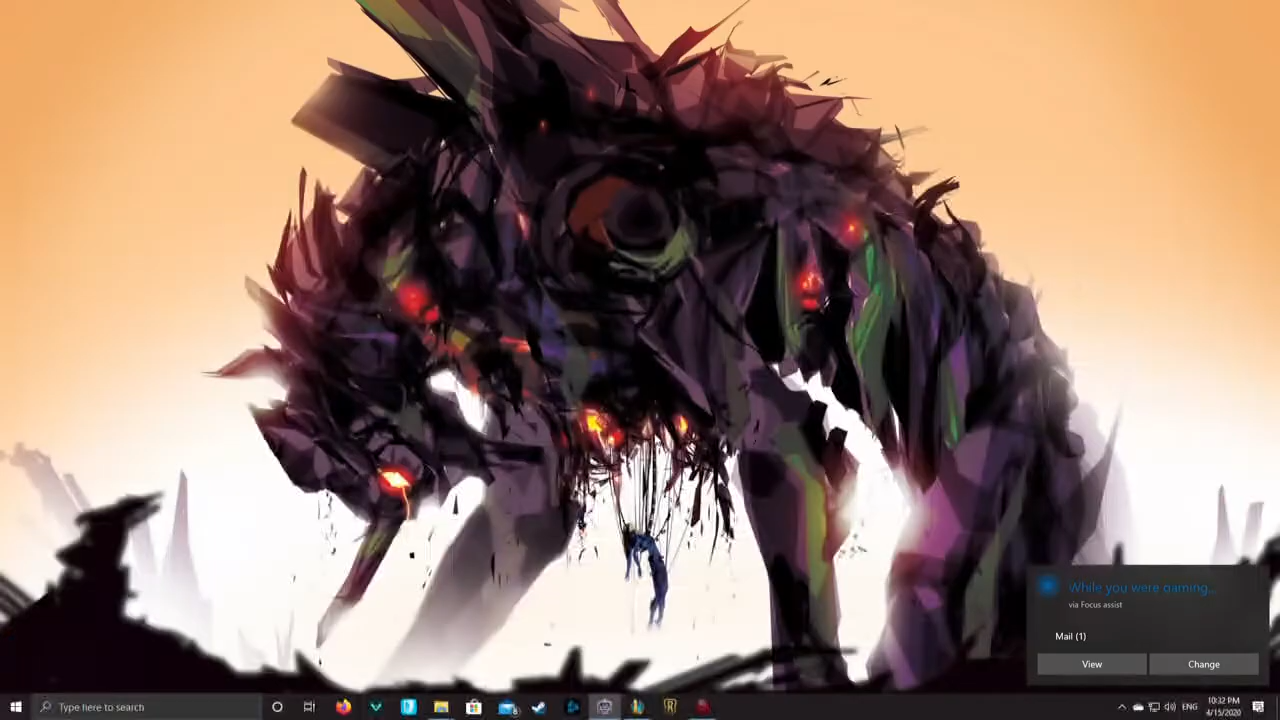 While you were gaming...
via Focus assist
Mail (1)
View
Change
Type here to search
8
ENG
10:32 PM
4/15/2020